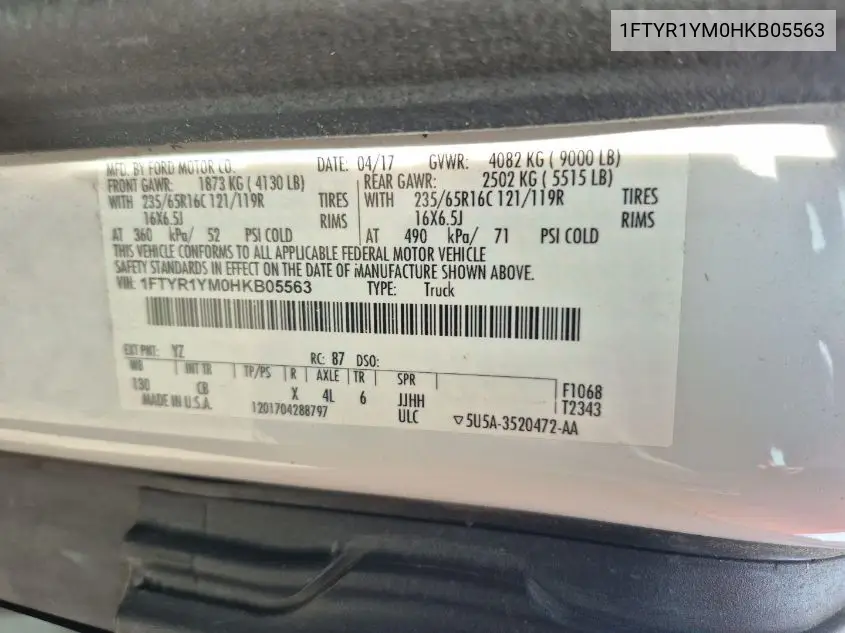 1FTYR1YM0HKB05563
MFD. BY FORD MOTOR CO. DATE: 04/17 GVWR: 4082 KG ( 9000 LB)
FRONT GAWR: 1873 KG ( 4130 LB) REAR GAWR: 2502 KG ( 5515 LB)
WITH 235/65R16C 121/119R TIRES WITH 235/65R16C 121/119R TIRES
16X6.5J RIMS 16X6.5J RIMS
AT 360 kPa/ 52 PSI COLD AT 490 kPa/ 71 PSI COLD
THIS VEHICLE CONFORMS TO ALL APPLICABLE FEDERAL MOTOR VEHICLE
SAFETY STANDARDS IN EFFECT ON THE DATE OF MANUFACTURE SHOWN ABOVE.
VIN: 1FTYR1YM0HKB05563 TYPE: Truck
EXT PNT: YZ RC: 87 DSO:
WB INT TR TP/PS R AXLE TR SPR
130 CB X 4L 6 JJHH F1068
MADE IN U.S.A. 1201704288797 ULC T2343
▽5U5A-3520472-AA